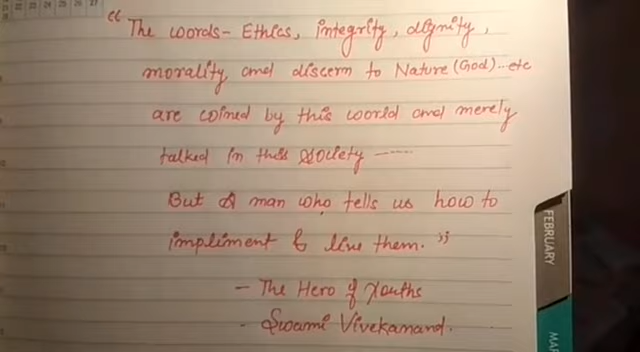 "The words- Ethics, integrity, dignity,
morality and discern to Nature (God)...etc
are coined by this world and merely
talked in this society ------
But A man who tells us how to
impliment & live them."
- The Hero of Youths
- Swami Vivekanand.
FEBRUARY
MAR